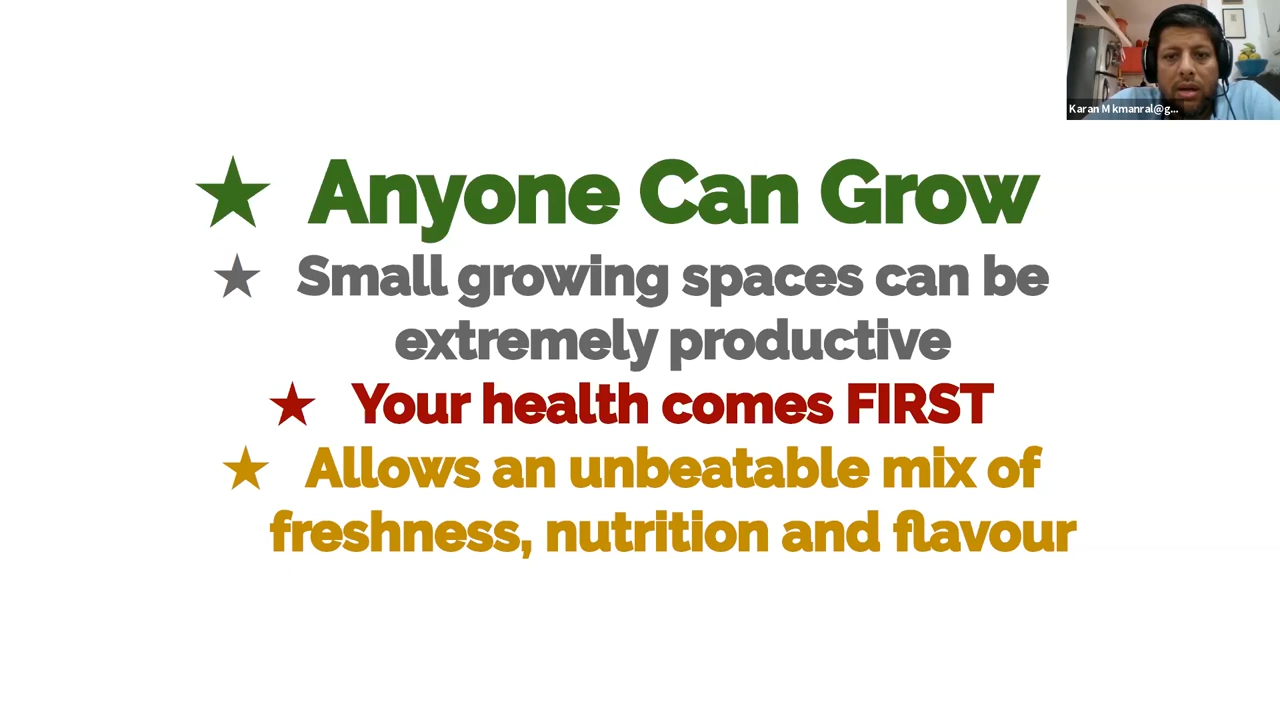 Karan M kmanral@g...
★ Anyone Can Grow
★ Small growing spaces can be
extremely productive
★ Your health comes FIRST
★ Allows an unbeatable mix of
freshness, nutrition and flavour